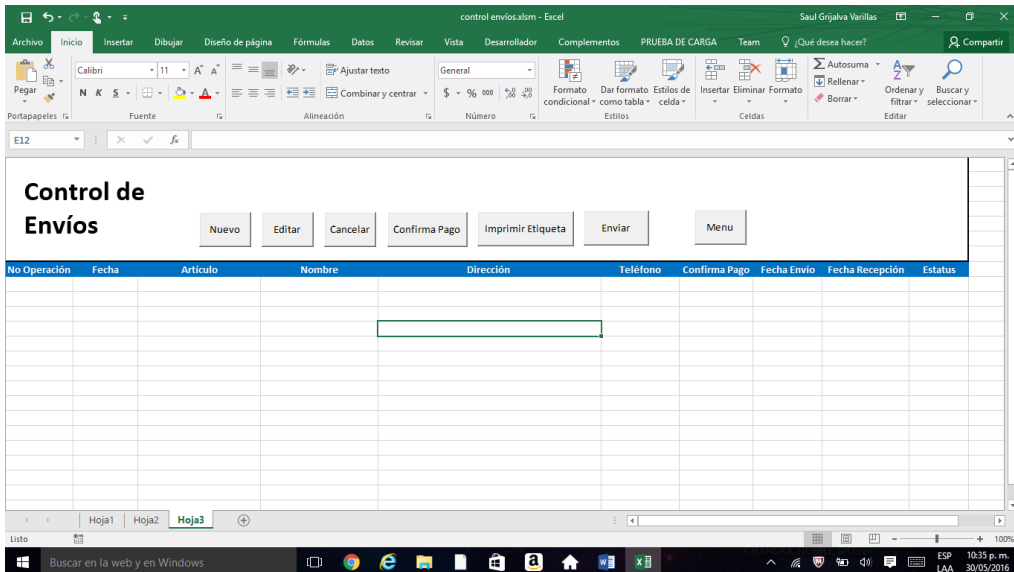 control envíos.xlsm - Excel
Saul Grijalva Varillas
Archivo Inicio Insertar Dibujar Diseño de página Fórmulas Datos Revisar Vista Desarrollador Complementos PRUEBA DE CARGA Team ¿Qué desea hacer? Compartir
Pegar
Calibri 11
N K S
Ajustar texto
Combinar y centrar
General
$ % 000
Formato condicional
Dar formato como tabla
Estilos de celda
Insertar Eliminar Formato
Autosuma
Rellenar
Borrar
Ordenar y filtrar
Buscar y seleccionar
Portapapeles Fuente Alineación Número Estilos Celdas Editar
E12 fx
Control de
Envíos
Nuevo Editar Cancelar Confirma Pago Imprimir Etiqueta Enviar Menu
No Operación Fecha Artículo Nombre Dirección Teléfono Confirma Pago Fecha Envio Fecha Recepción Estatus
Hoja1 Hoja2 Hoja3
Listo 100%
Buscar en la web y en Windows
ESP 10:35 p. m.
LAA 30/05/2016